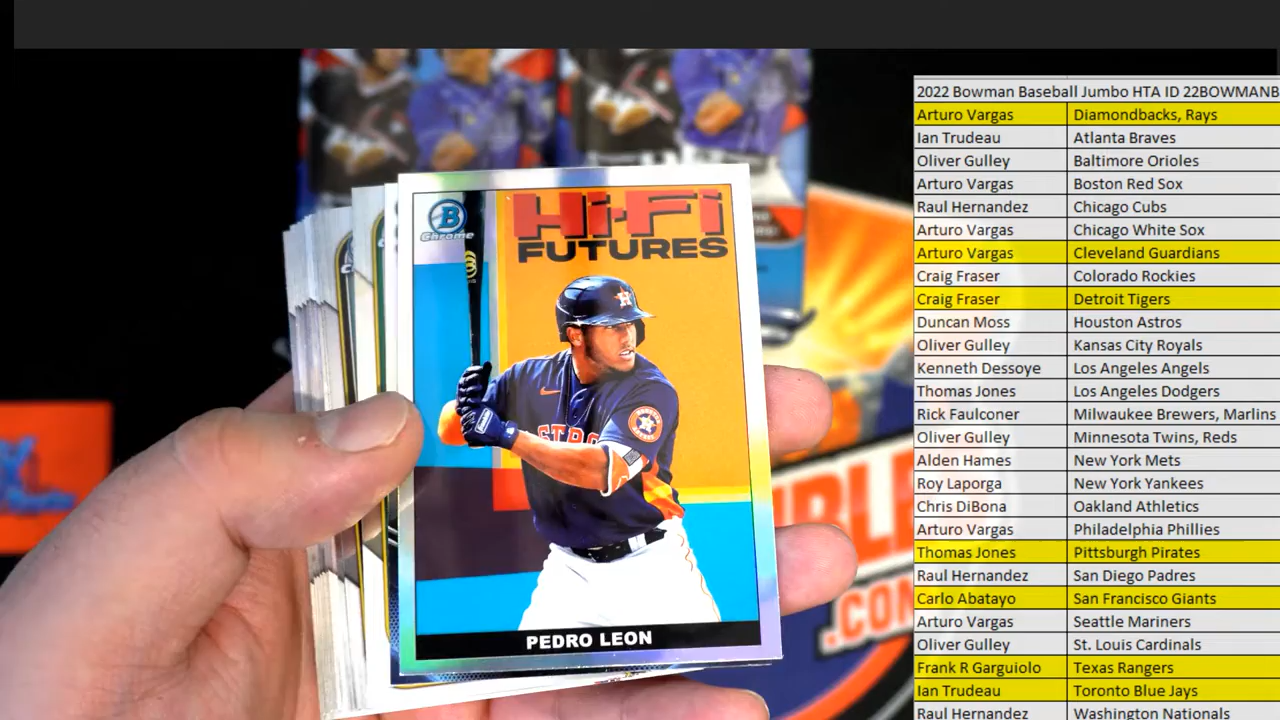 B
Chrome
Hi-Fi
FUTURES
ASTRO
PEDRO LEON
.COM
2022 Bowman Baseball Jumbo HTA ID 22BOWMANB
Arturo Vargas Diamondbacks, Rays
Ian Trudeau Atlanta Braves
Oliver Gulley Baltimore Orioles
Arturo Vargas Boston Red Sox
Raul Hernandez Chicago Cubs
Arturo Vargas Chicago White Sox
Arturo Vargas Cleveland Guardians
Craig Fraser Colorado Rockies
Craig Fraser Detroit Tigers
Duncan Moss Houston Astros
Oliver Gulley Kansas City Royals
Kenneth Dessoye Los Angeles Angels
Thomas Jones Los Angeles Dodgers
Rick Faulconer Milwaukee Brewers, Marlins
Oliver Gulley Minnesota Twins, Reds
Alden Hames New York Mets
Roy Laporga New York Yankees
Chris DiBona Oakland Athletics
Arturo Vargas Philadelphia Phillies
Thomas Jones Pittsburgh Pirates
Raul Hernandez San Diego Padres
Carlo Abatayo San Francisco Giants
Arturo Vargas Seattle Mariners
Oliver Gulley St. Louis Cardinals
Frank R Garguiolo Texas Rangers
Ian Trudeau Toronto Blue Jays
Raul Hernandez Washington Nationals